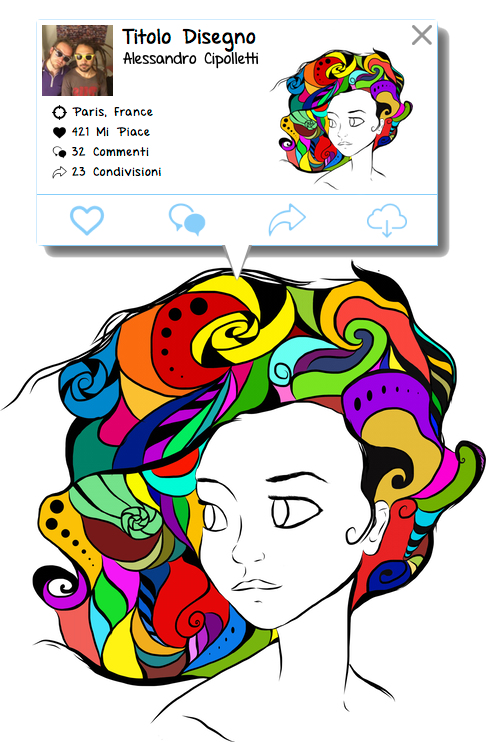 Titolo Disegno
Alessandro Cipolletti
Paris, France
421 Mi Piace
32 Commenti
23 Condivisioni